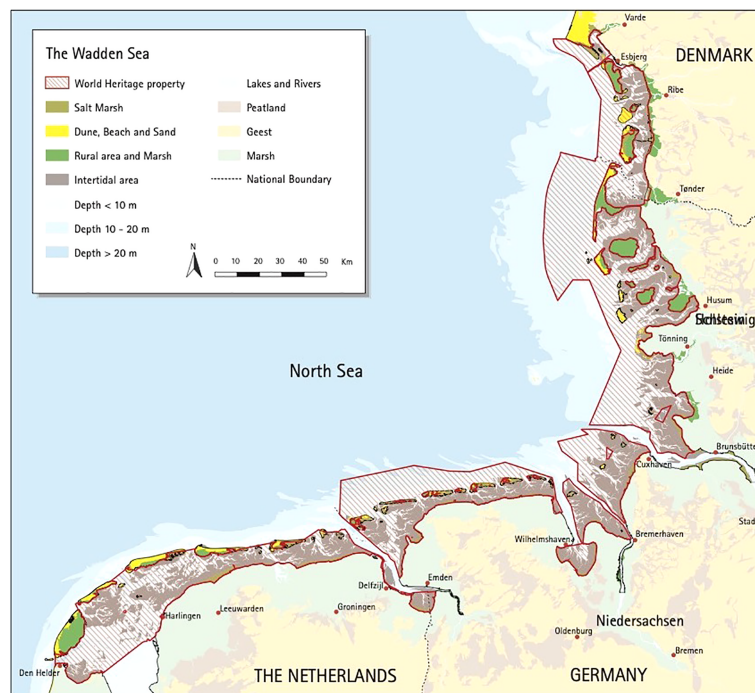 The Wadden Sea
World Heritage property
Salt Marsh
Dune, Beach and Sand
Rural area and Marsh
Intertidal area
Depth < 10 m
Depth 10 - 20 m
Depth > 20 m
Lakes and Rivers
Peatland
Geest
Marsh
National Boundary
N
0 10 20 30 40 50 Km
Varde
Esbjerg
DENMARK
Ribe
Tønder
Husum
Tönning
Heide
North Sea
Cuxhaven
Wilhelmshaven
Bremerhaven
Emden
Delfzijl
Groningen
Leeuwarden
Harlingen
Niedersachsen
Oldenburg
Bremen
Den Helder
THE NETHERLANDS
GERMANY